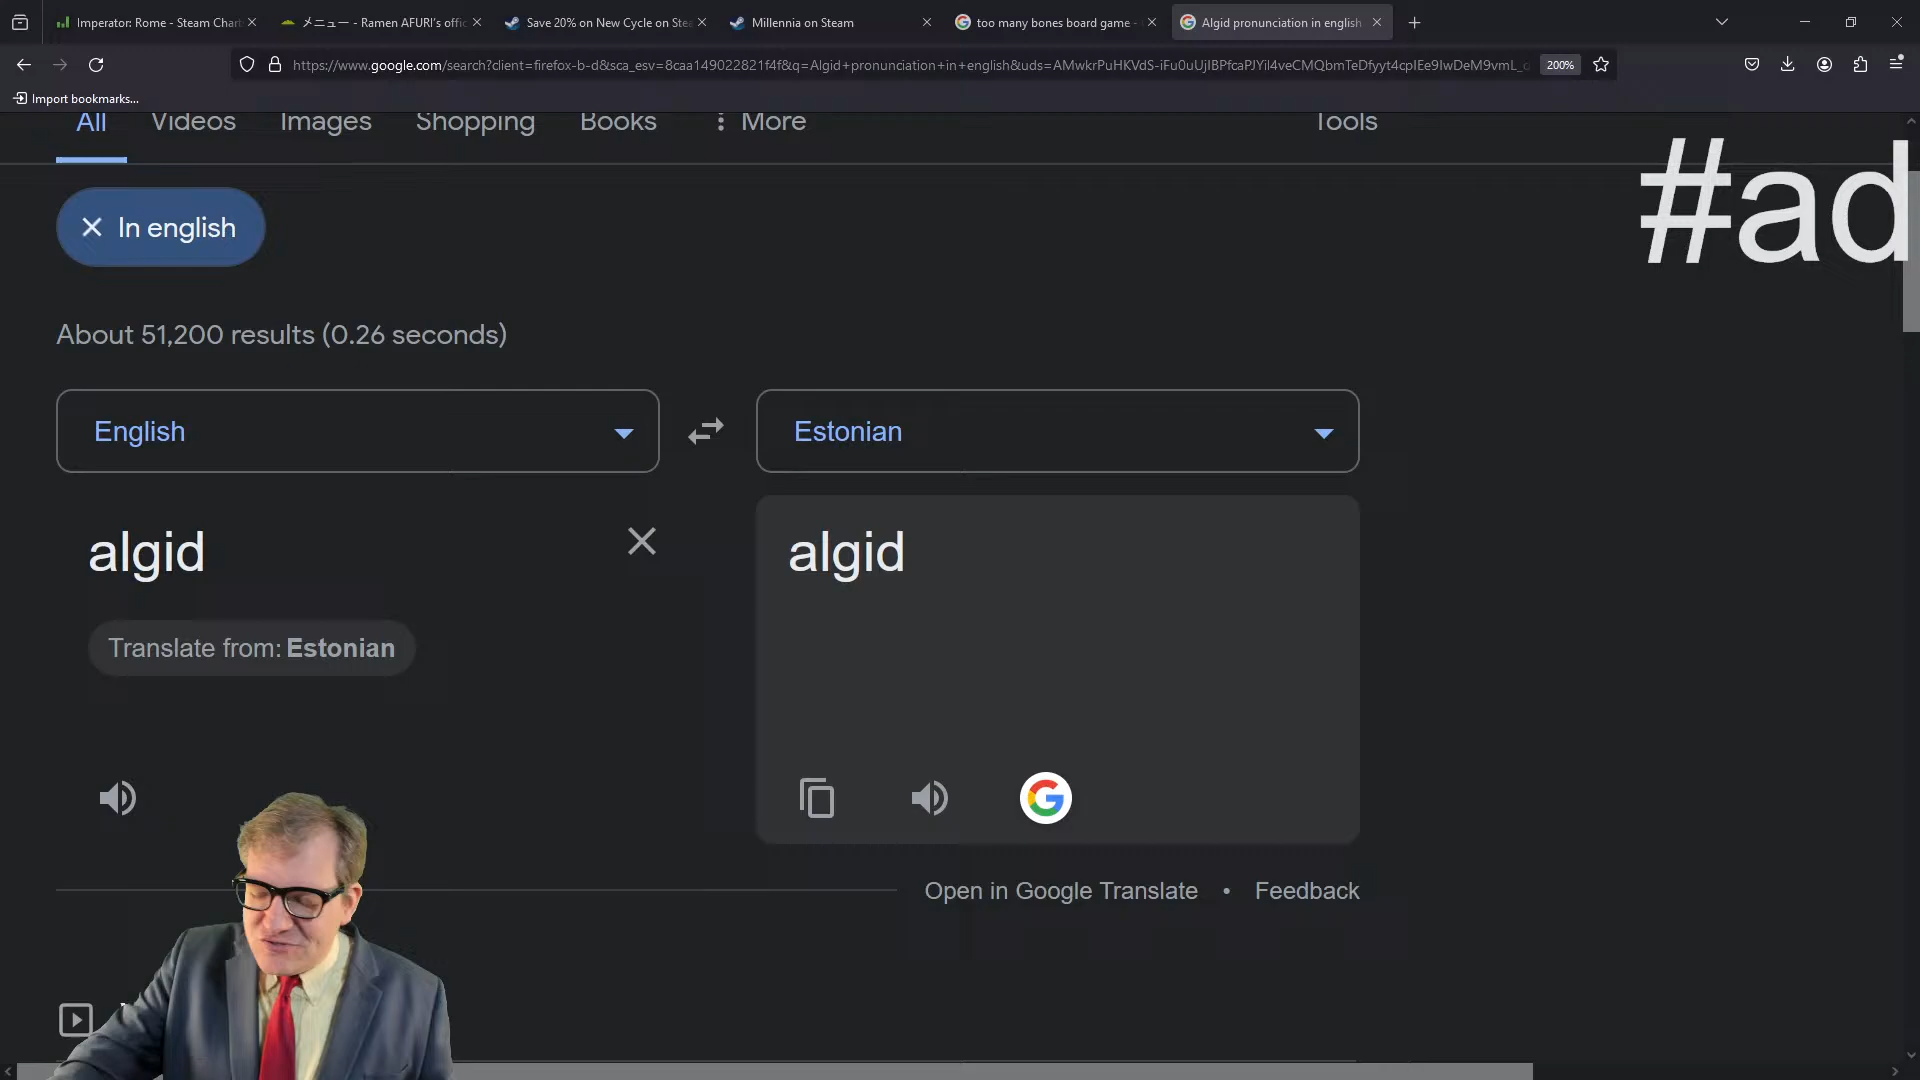 Imperator: Rome - Steam Chart
メニュー - Ramen AFURI's offic
Save 20% on New Cycle on Stea
Millennia on Steam
too many bones board game -
Algid pronunciation in english
200%
Import bookmarks...
All Videos Images Shopping Books More Tools
#ad
In english
About 51,200 results (0.26 seconds)
English Estonian
algid algid
Translate from: Estonian
Open in Google Translate • Feedback